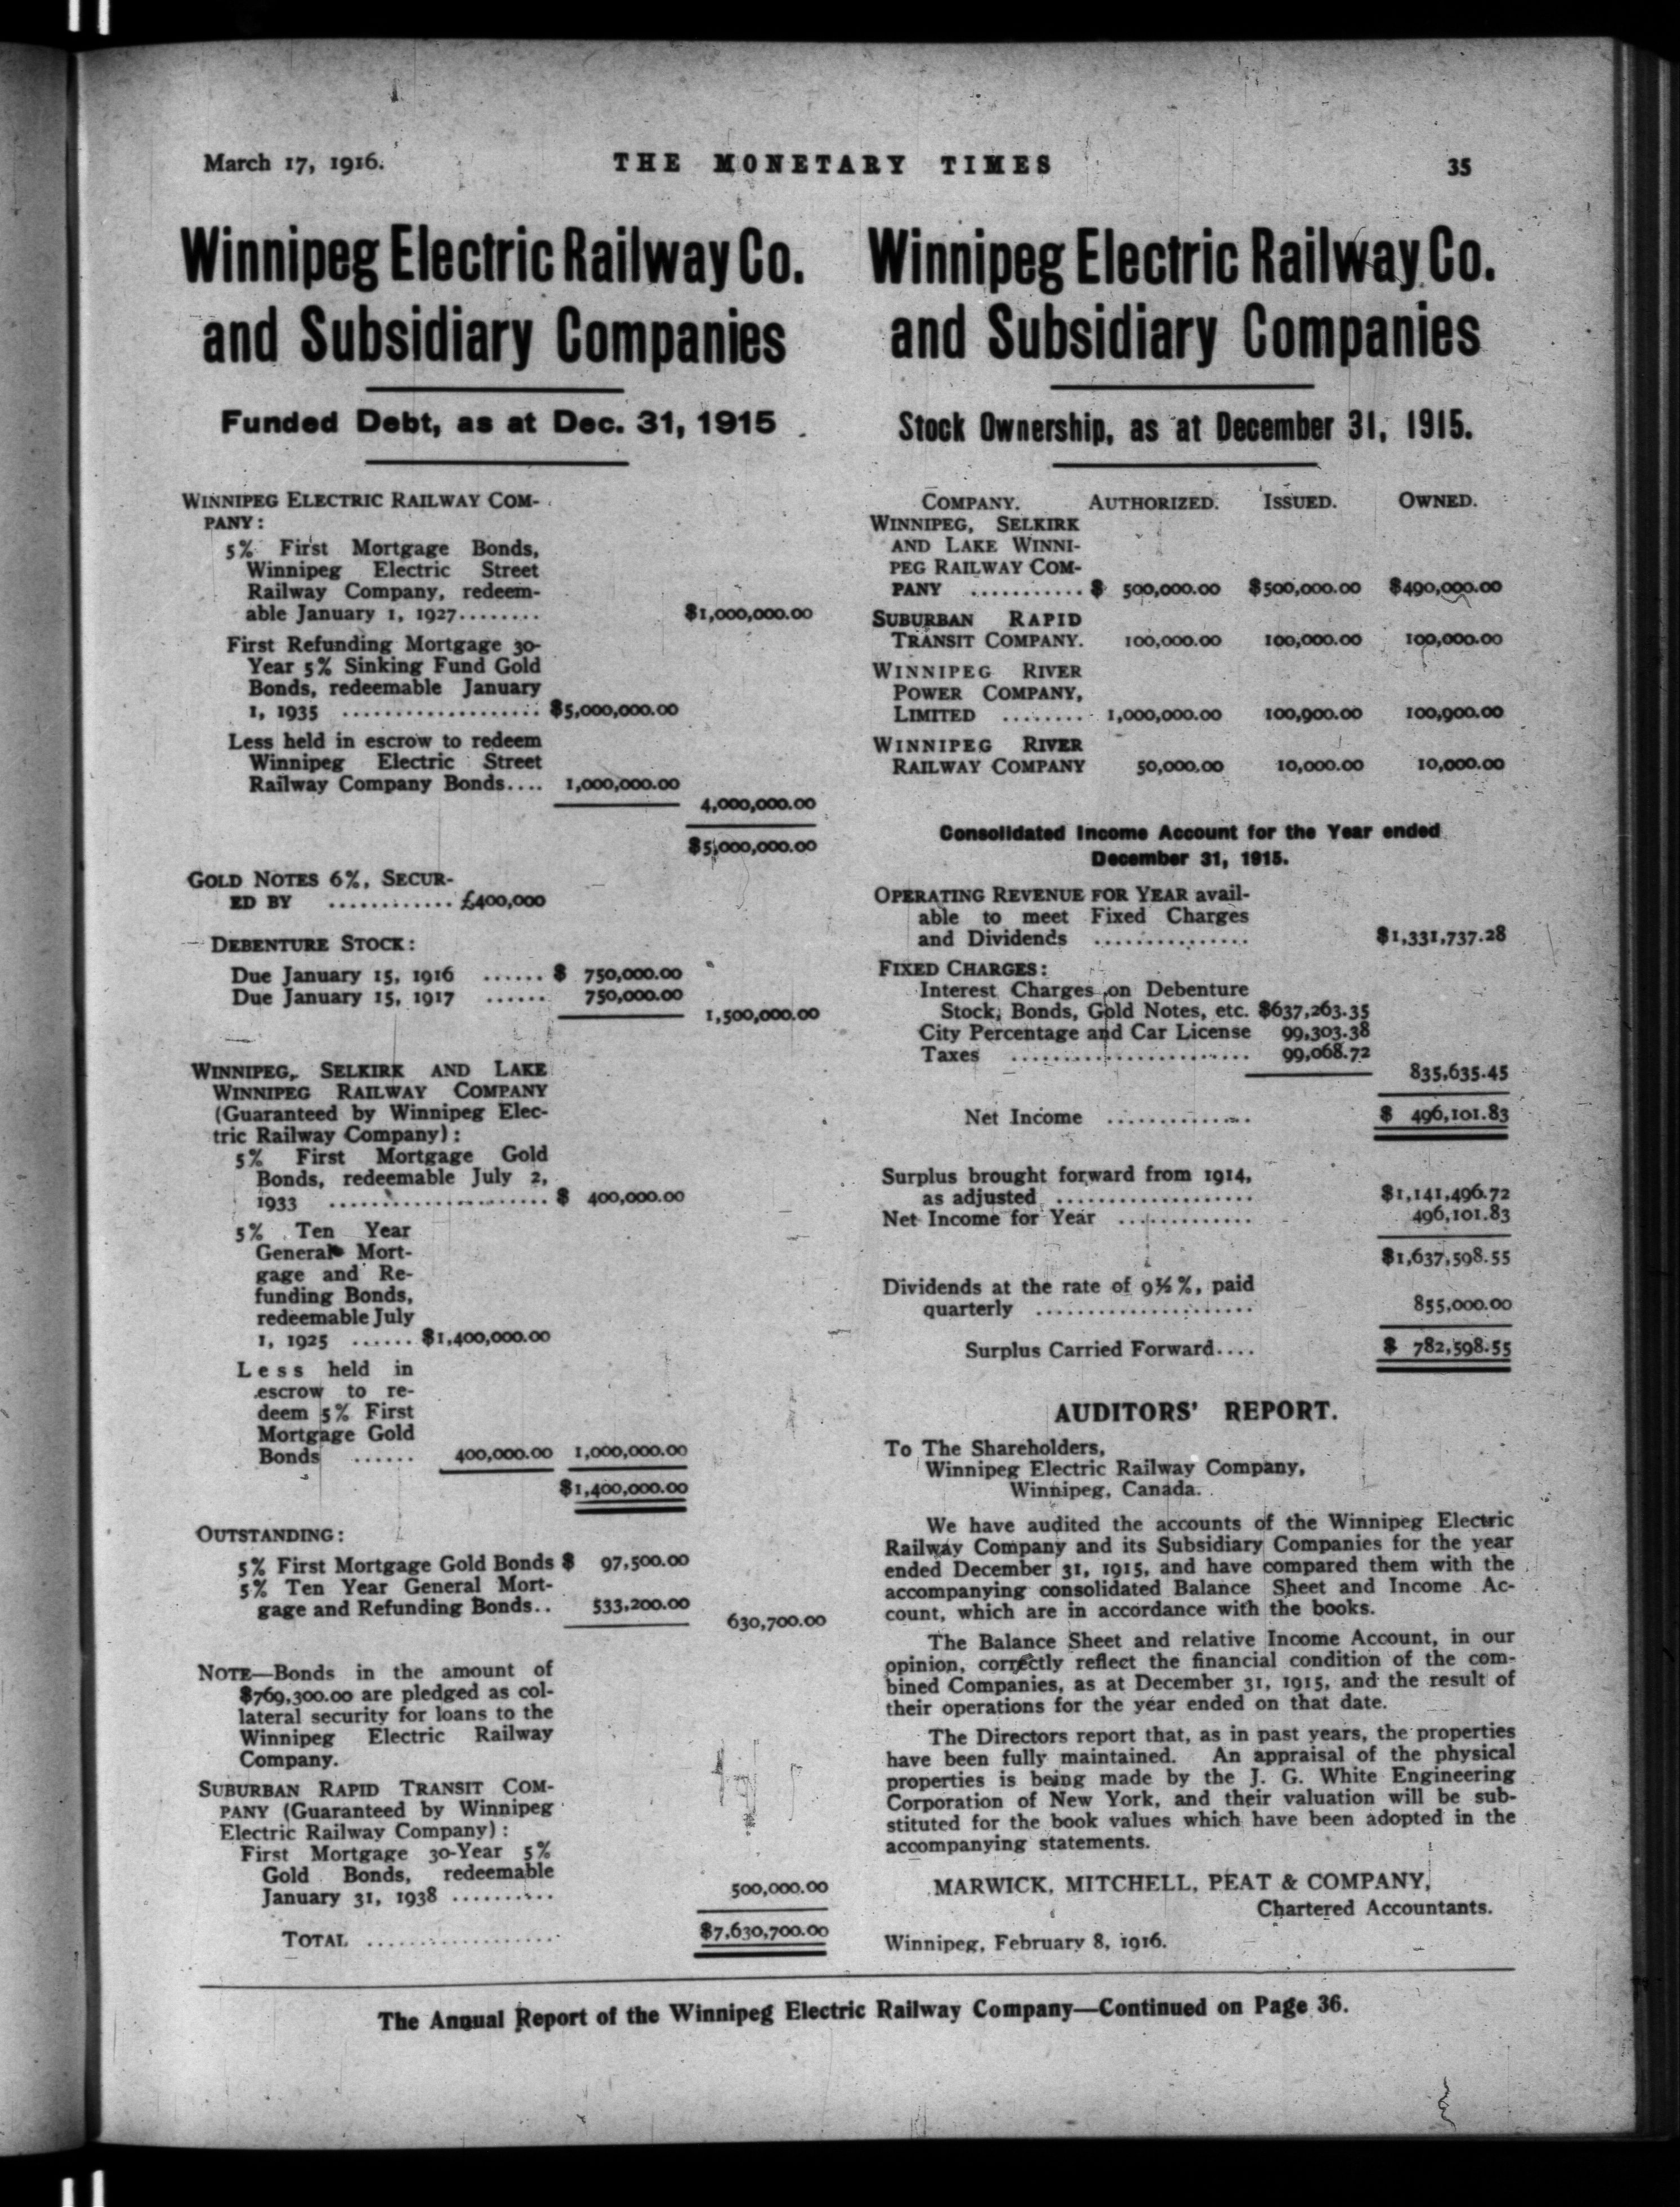 March 17, 1916.
THE MONETARY TIMES
35
Winnipeg Electric Railway Co.
and Subsidiary Companies
Funded Debt, as at Dec. 31, 1915
WINNIPEG ELECTRIC RAILWAY COM-
PANY:
5% First Mortgage Bonds,
Winnipeg Electric Street
Railway Company, redeem-
able January 1, 1927........ $1,000,000.00
First Refunding Mortgage 30-
Year 5% Sinking Fund Gold
Bonds, redeemable January
1, 1935 .................. $5,000,000.00
Less held in escrow to redeem
Winnipeg Electric Street
Railway Company Bonds.... 1,000,000.00
4,000,000.00
$5,000,000.00
GOLD NOTES 6%, SECUR-
ED BY ............ £400,000
DEBENTURE STOCK:
Due January 15, 1916 ...... $ 750,000.00
Due January 15, 1917 ...... 750,000.00
1,500,000.00
WINNIPEG, SELKIRK AND LAKE
WINNIPEG RAILWAY COMPANY
(Guaranteed by Winnipeg Elec-
tric Railway Company):
5% First Mortgage Gold
Bonds, redeemable July 2,
1933 ...................... $ 400,000.00
5% Ten Year
General Mort-
gage and Re-
funding Bonds,
redeemable July
1, 1925 ...... $1,400,000.00
Less held in
escrow to re-
deem 5% First
Mortgage Gold
Bonds ...... 400,000.00 1,000,000.00
$1,400,000.00
OUTSTANDING:
5% First Mortgage Gold Bonds $ 97,500.00
5% Ten Year General Mort-
gage and Refunding Bonds.. 533,200.00
630,700.00
NOTE—Bonds in the amount of
$769,300.00 are pledged as col-
lateral security for loans to the
Winnipeg Electric Railway
Company.
SUBURBAN RAPID TRANSIT COM-
PANY (Guaranteed by Winnipeg
Electric Railway Company):
First Mortgage 30-Year 5%
Gold Bonds, redeemable
January 31, 1938 .......... 500,000.00
TOTAL ................... $7,630,700.00
Winnipeg Electric Railway Co.
and Subsidiary Companies
Stock Ownership, as at December 31, 1915.
COMPANY. AUTHORIZED. ISSUED. OWNED.
WINNIPEG, SELKIRK
AND LAKE WINNI-
PEG RAILWAY COM-
PANY ........... $ 500,000.00 $500,000.00 $490,000.00
SUBURBAN RAPID
TRANSIT COMPANY. 100,000.00 100,000.00 100,000.00
WINNIPEG RIVER
POWER COMPANY,
LIMITED ........ 1,000,000.00 100,900.00 100,900.00
WINNIPEG RIVER
RAILWAY COMPANY 50,000.00 10,000.00 10,000.00
Consolidated Income Account for the Year ended
December 31, 1915.
OPERATING REVENUE FOR YEAR avail-
able to meet Fixed Charges
and Dividends ............... $1,331,737.28
FIXED CHARGES:
Interest Charges on Debenture
Stock, Bonds, Gold Notes, etc. $637,263.35
City Percentage and Car License 99,303.38
Taxes ....................... 99,068.72
835,635.45
Net Income ............. $ 496,101.83
Surplus brought forward from 1914,
as adjusted ................... $1,141,496.72
Net Income for Year ............ 496,101.83
$1,637,598.55
Dividends at the rate of 9½%, paid
quarterly ..................... 855,000.00
Surplus Carried Forward.... $ 782,598.55
AUDITORS' REPORT.
To The Shareholders,
Winnipeg Electric Railway Company,
Winnipeg, Canada.
We have audited the accounts of the Winnipeg Electric
Railway Company and its Subsidiary Companies for the year
ended December 31, 1915, and have compared them with the
accompanying consolidated Balance Sheet and Income Ac-
count, which are in accordance with the books.
The Balance Sheet and relative Income Account, in our
opinion, correctly reflect the financial condition of the com-
bined Companies, as at December 31, 1915, and the result of
their operations for the year ended on that date.
The Directors report that, as in past years, the properties
have been fully maintained. An appraisal of the physical
properties is being made by the J. G. White Engineering
Corporation of New York, and their valuation will be sub-
stituted for the book values which have been adopted in the
accompanying statements.
MARWICK, MITCHELL, PEAT & COMPANY,
Chartered Accountants.
Winnipeg, February 8, 1916.
The Annual Report of the Winnipeg Electric Railway Company—Continued on Page 36.